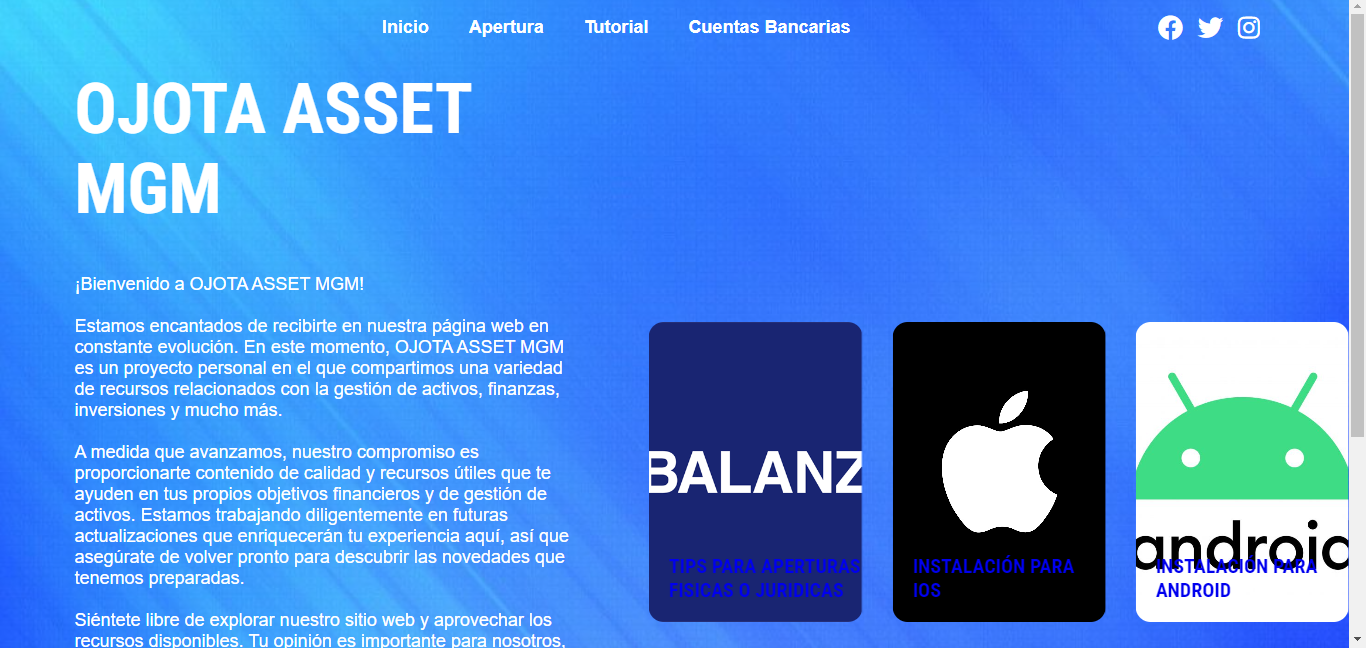 Inicio Apertura Tutorial Cuentas Bancarias
OJOTA ASSET
MGM
¡Bienvenido a OJOTA ASSET MGM!
Estamos encantados de recibirte en nuestra página web en
constante evolución. En este momento, OJOTA ASSET MGM
es un proyecto personal en el que compartimos una variedad
de recursos relacionados con la gestión de activos, finanzas,
inversiones y mucho más.
A medida que avanzamos, nuestro compromiso es
proporcionarte contenido de calidad y recursos útiles que te
ayuden en tus propios objetivos financieros y de gestión de
activos. Estamos trabajando diligentemente en futuras
actualizaciones que enriquecerán tu experiencia aquí, así que
asegúrate de volver pronto para descubrir las novedades que
tenemos preparadas.
Siéntete libre de explorar nuestro sitio web y aprovechar los
recursos disponibles. Tu opinión es importante para nosotros,
BALANZ
TIPS PARA APERTURAS
FISICAS O JURIDICAS
INSTALACIÓN PARA
IOS
android
INSTALACIÓN PARA
ANDROID